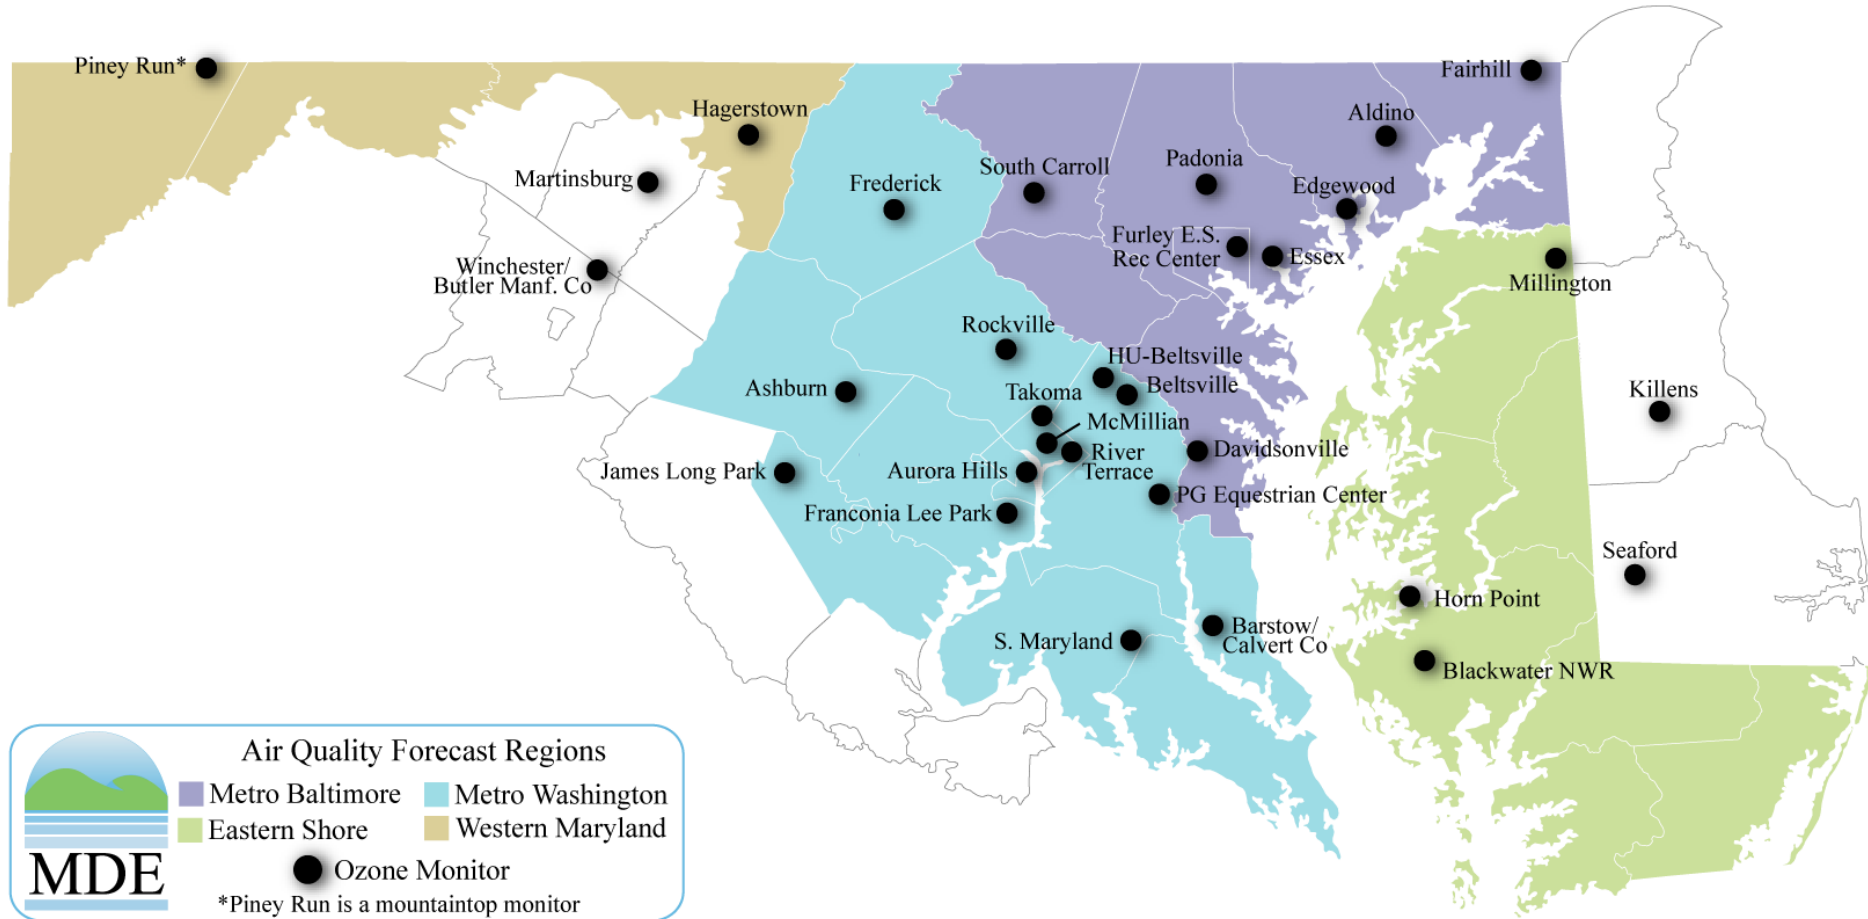 Piney Run*
Fairhill
Hagerstown
Aldino
South Carroll
Padonia
Martinsburg
Frederick
Edgewood
Furley E.S.
Rec Center
Essex
Winchester/
Butler Manf. Co
Millington
Rockville
HU-Beltsville
Beltsville
Ashburn
Takoma
Killens
McMillian
James Long Park
Aurora Hills
River
Terrace
Davidsonville
PG Equestrian Center
Franconia Lee Park
Seaford
Horn Point
S. Maryland
Barstow/
Calvert Co
Blackwater NWR
Air Quality Forecast Regions
Metro Baltimore
Metro Washington
Eastern Shore
Western Maryland
MDE
Ozone Monitor
*Piney Run is a mountaintop monitor